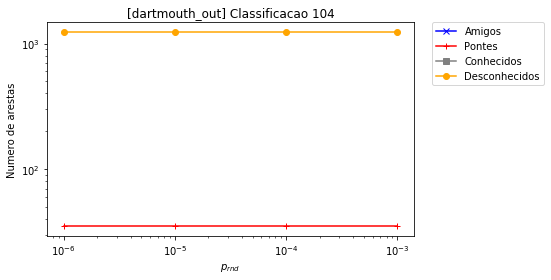 [dartmouth_out] Classificacao 104
Numero de arestas
10³
10²
10⁻⁶ 10⁻⁵ 10⁻⁴ 10⁻³
p_rnd
Amigos
Pontes
Conhecidos
Desconhecidos